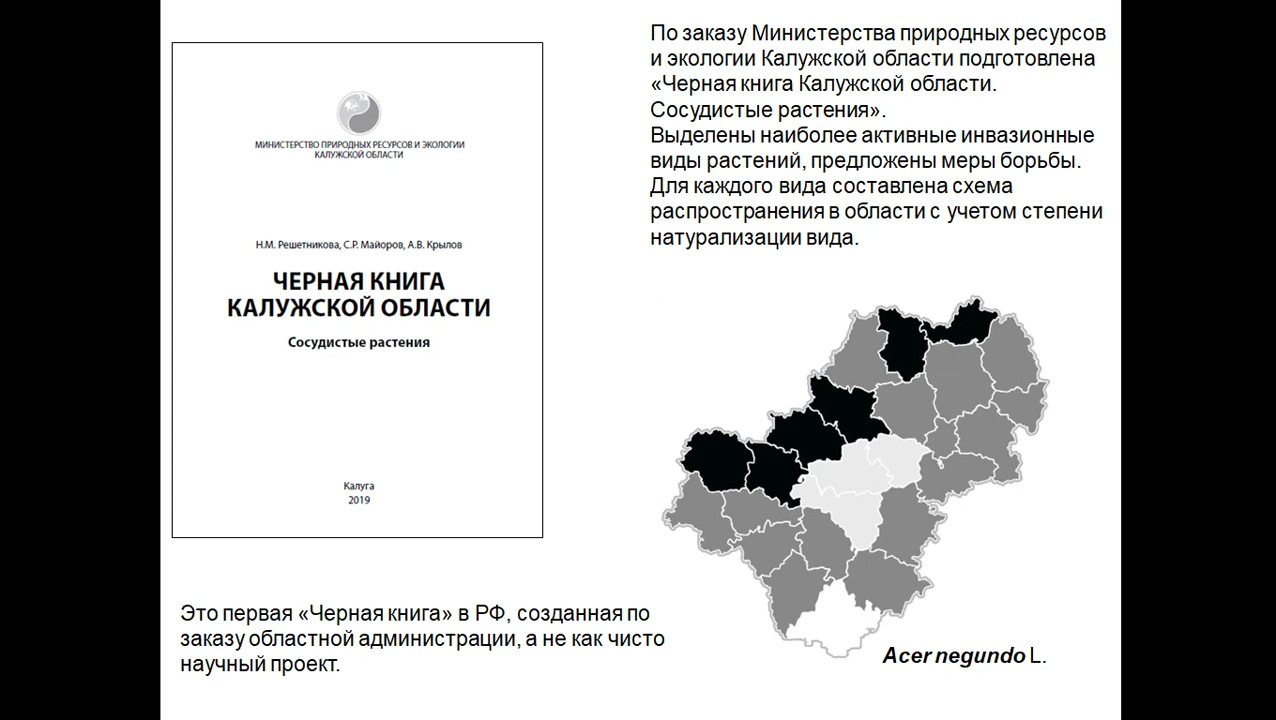 МИНИСТЕРСТВО ПРИРОДНЫХ РЕСУРСОВ И ЭКОЛОГИИ
КАЛУЖСКОЙ ОБЛАСТИ
Н.М. Решетникова, С.Р. Майоров, А.В. Крылов
ЧЕРНАЯ КНИГА
КАЛУЖСКОЙ ОБЛАСТИ
Сосудистые растения
Калуга
2019
По заказу Министерства природных ресурсов
и экологии Калужской области подготовлена
«Черная книга Калужской области.
Сосудистые растения».
Выделены наиболее активные инвазионные
виды растений, предложены меры борьбы.
Для каждого вида составлена схема
распространения в области с учетом степени
натурализации вида.
Это первая «Черная книга» в РФ, созданная по
заказу областной администрации, а не как чисто
научный проект.
Acer negundo L.